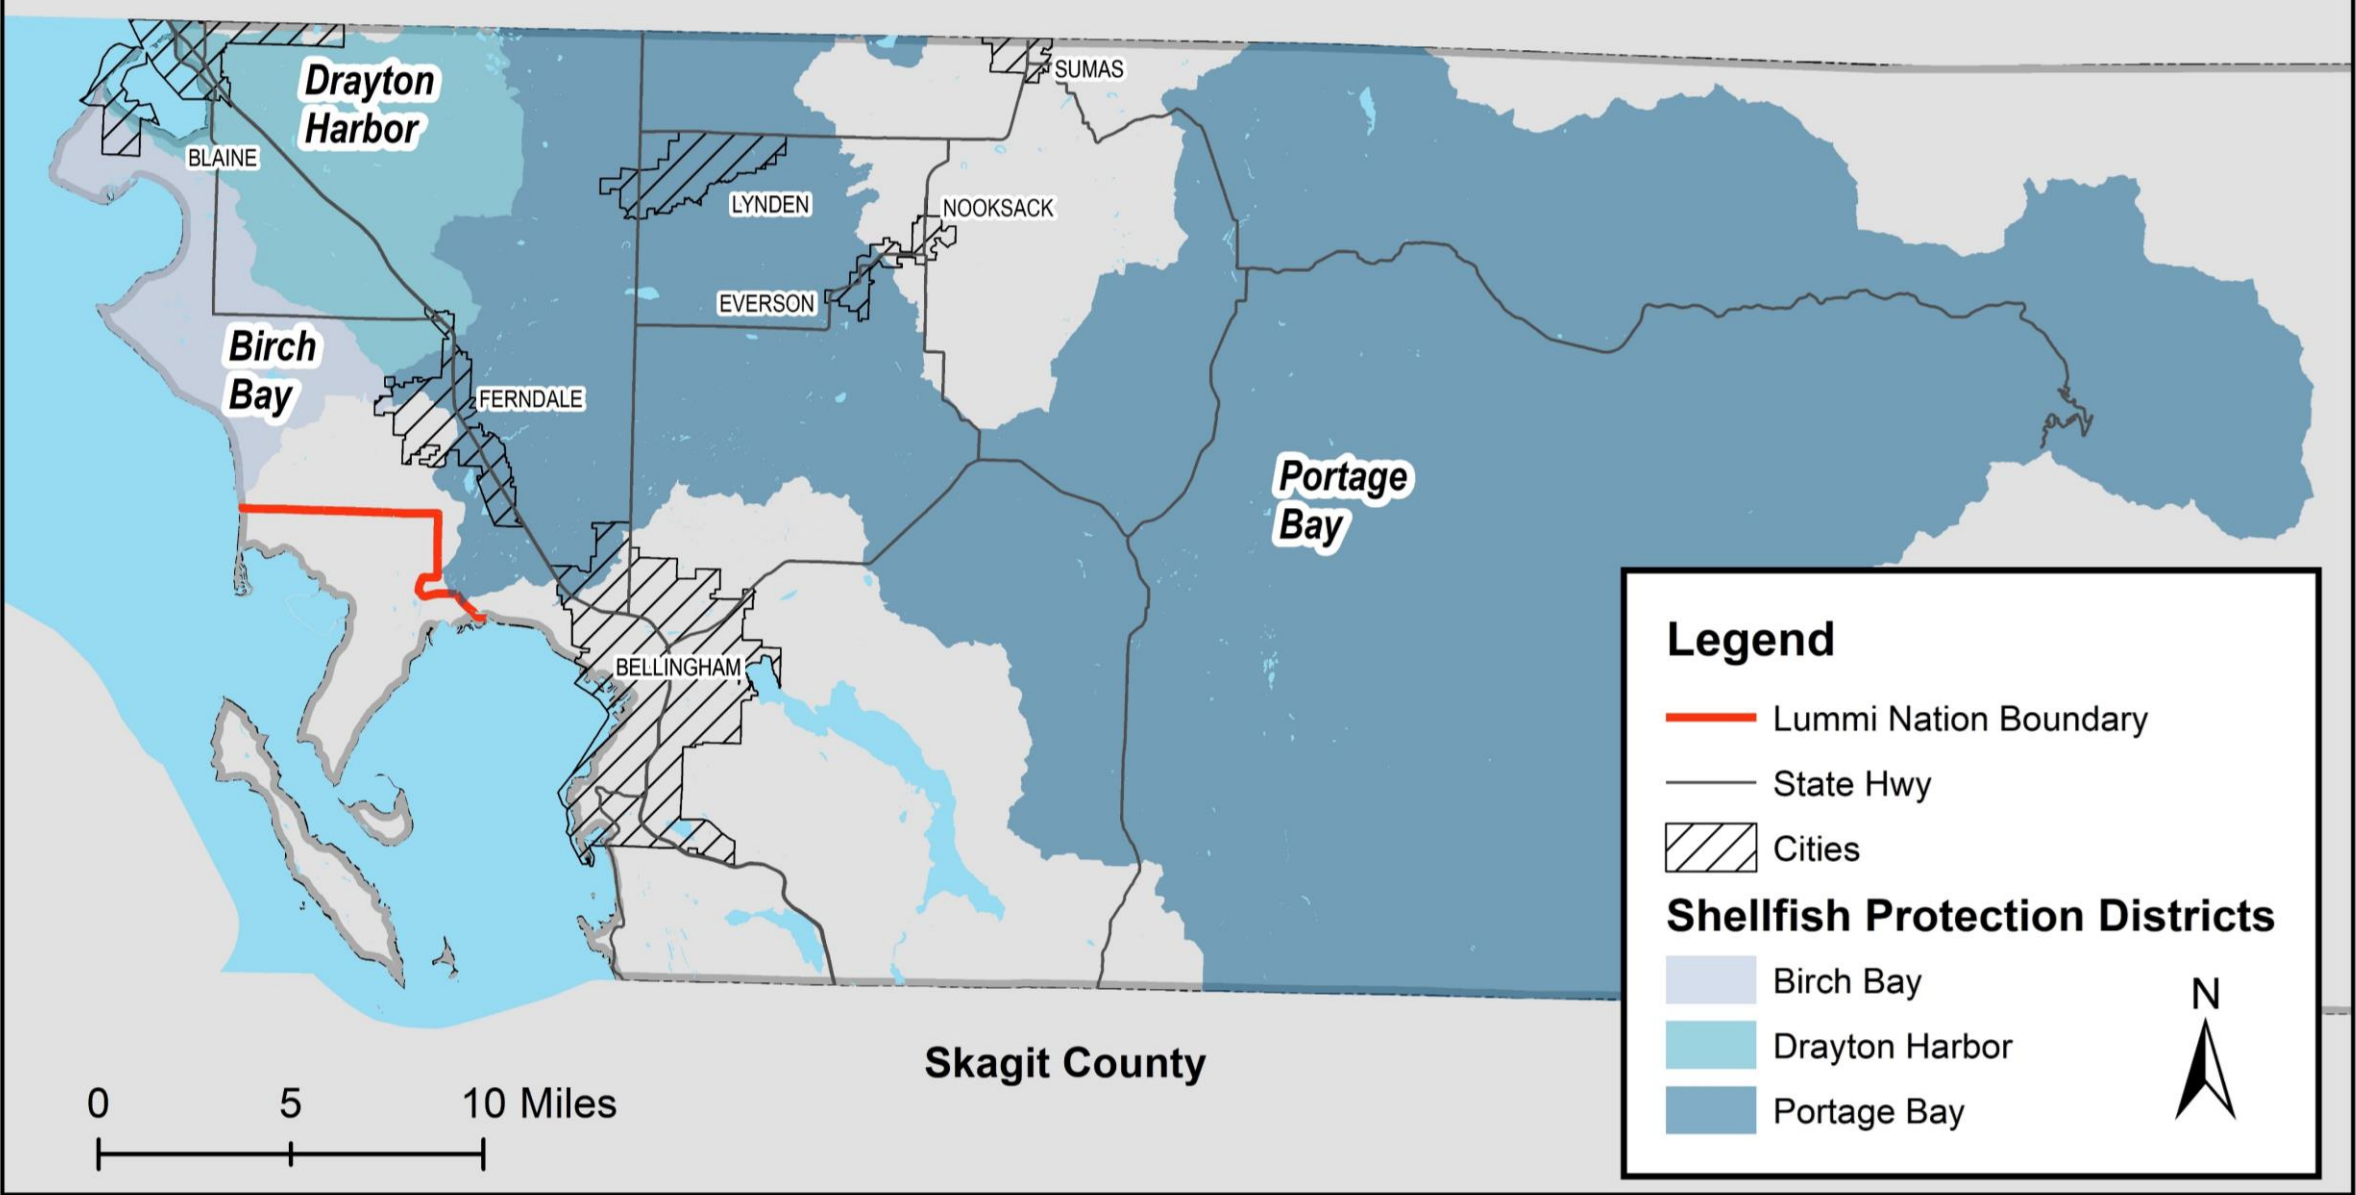 Drayton
Harbor
SUMAS
BLAINE
LYNDEN
NOOKSACK
EVERSON
Birch
Bay
FERNDALE
Portage
Bay
BELLINGHAM
Skagit County
0 5 10 Miles
Legend
Lummi Nation Boundary
State Hwy
Cities
Shellfish Protection Districts
Birch Bay
Drayton Harbor
Portage Bay
N